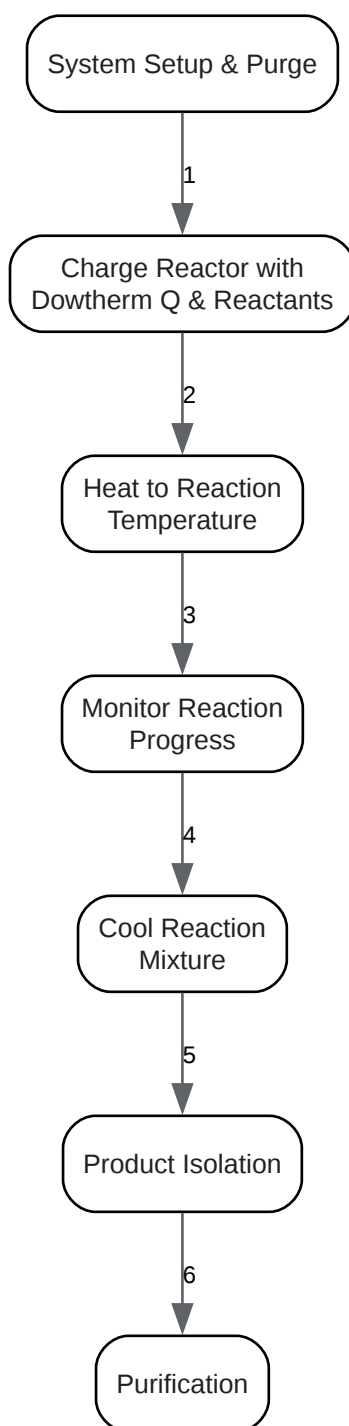 System Setup & Purge
1
Charge Reactor with
Dowtherm Q & Reactants
2
Heat to Reaction
Temperature
3
Monitor Reaction
Progress
4
Cool Reaction
Mixture
5
Product Isolation
6
Purification